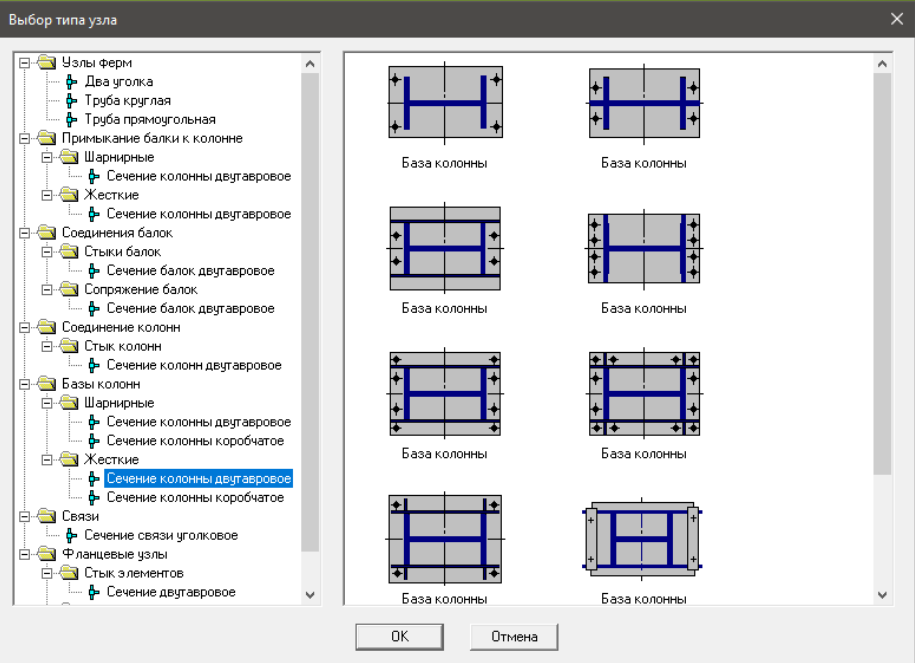 Выбор типа узла
Узлы ферм
Два уголка
Труба круглая
Труба прямоугольная
Примыкание балки к колонне
Шарнирные
Сечение колонны двутавровое
Жесткие
Сечение колонны двутавровое
Соединения балок
Стыки балок
Сечение балок двутавровое
Сопряжение балок
Сечение балок двутавровое
Соединение колонн
Стык колонн
Сечение колонн двутавровое
Базы колонн
Шарнирные
Сечение колонны двутавровое
Сечение колонны коробчатое
Жесткие
Сечение колонны двутавровое
Сечение колонны коробчатое
Связи
Сечение связи уголковое
Фланцевые узлы
Стык элементов
Сечение двутавровое
База колонны
База колонны
База колонны
База колонны
База колонны
База колонны
База колонны
База колонны
OK
Отмена